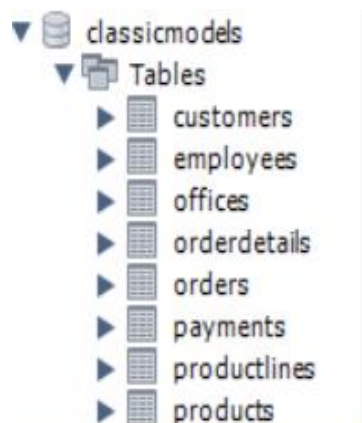 classicmodels
Tables
customers
employees
offices
orderdetails
orders
payments
productlines
products